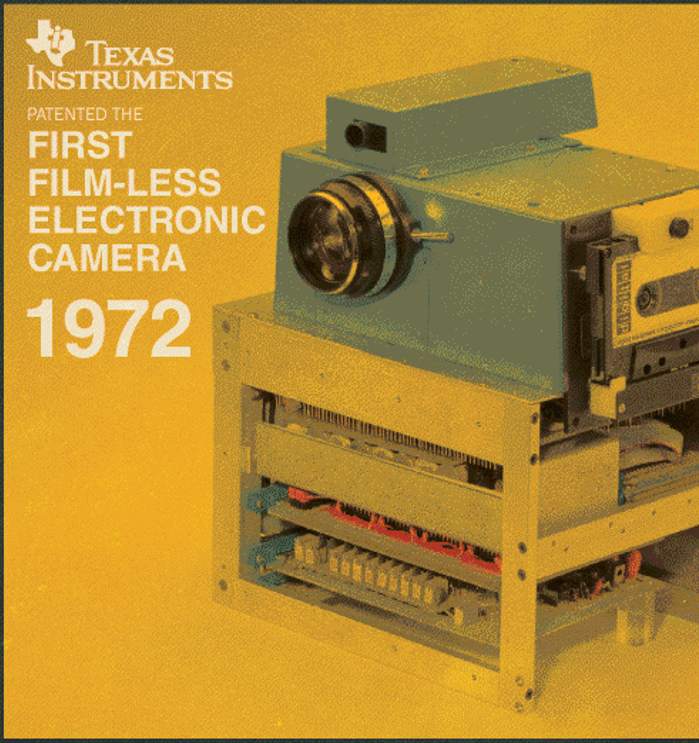 TEXAS
INSTRUMENTS
PATENTED THE
FIRST
FILM-LESS
ELECTRONIC
CAMERA
1972